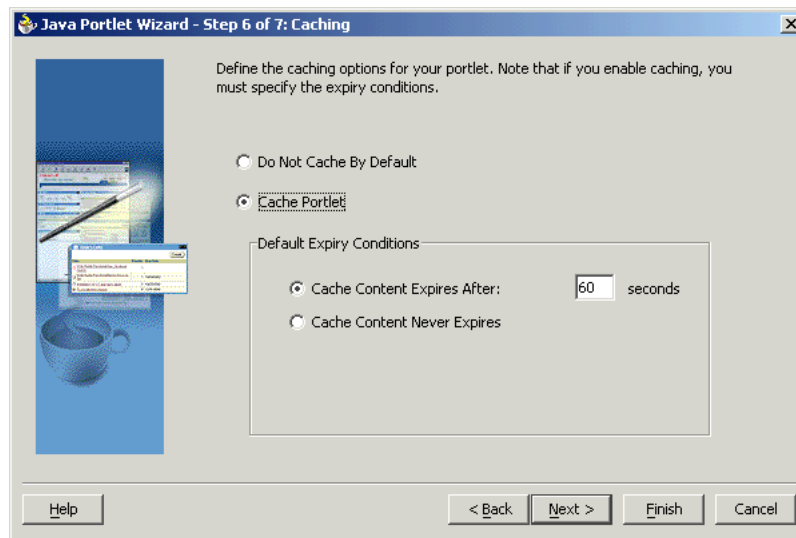 Java Portlet Wizard - Step 6 of 7: Caching
Define the caching options for your portlet. Note that if you enable caching, you
must specify the expiry conditions.
Do Not Cache By Default
Cache Portlet
Default Expiry Conditions
Cache Content Expires After: 60 seconds
Cache Content Never Expires
Help < Back Next > Finish Cancel